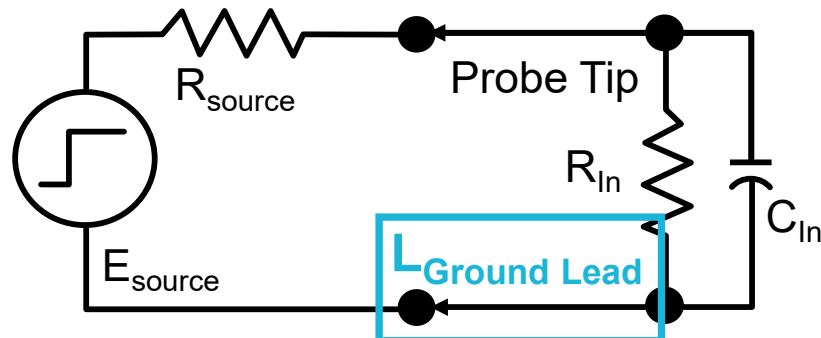 Rsource
Probe Tip
RIn
CIn
LGround Lead
Esource